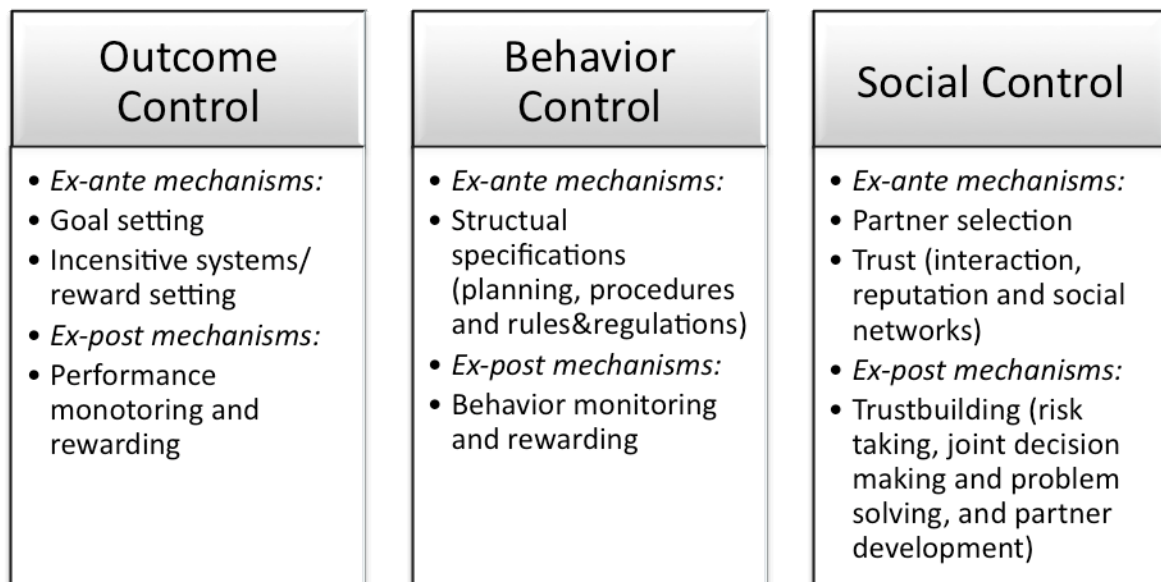 Outcome
Control
• Ex-ante mechanisms:
• Goal setting
• Incensitive systems/
reward setting
• Ex-post mechanisms:
• Performance
monotoring and
rewarding
Behavior
Control
• Ex-ante mechanisms:
• Structual
specifications
(planning, procedures
and rules&regulations)
• Ex-post mechanisms:
• Behavior monitoring
and rewarding
Social Control
• Ex-ante mechanisms:
• Partner selection
• Trust (interaction,
reputation and social
networks)
• Ex-post mechanisms:
• Trustbuilding (risk
taking, joint decision
making and problem
solving, and partner
development)